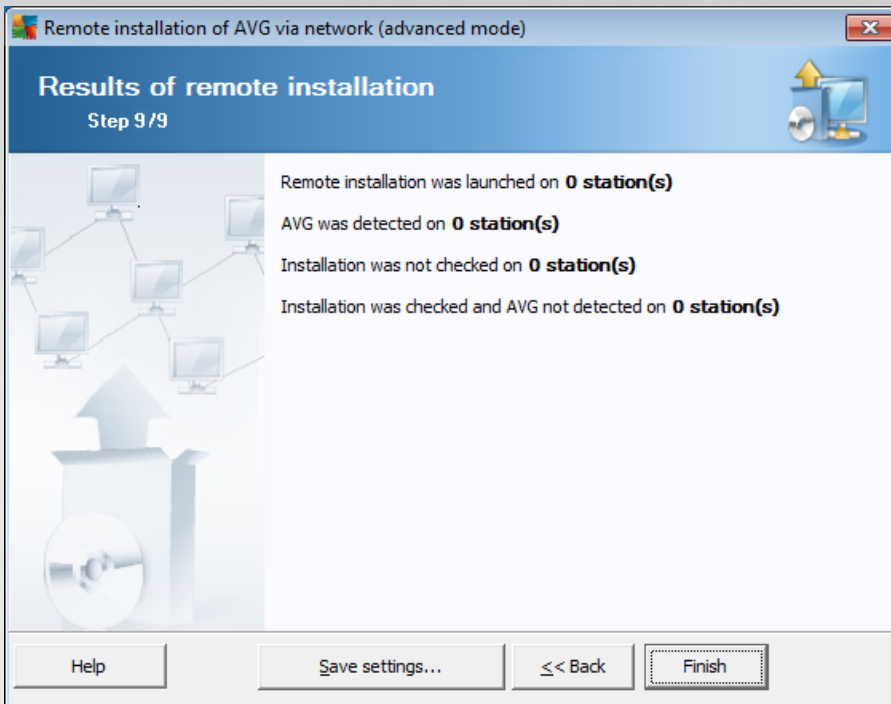 Remote installation of AVG via network (advanced mode)
Results of remote installation
Step 9/9
Remote installation was launched on 0 station(s)
AVG was detected on 0 station(s)
Installation was not checked on 0 station(s)
Installation was checked and AVG not detected on 0 station(s)
Help
Save settings...
<< Back
Finish